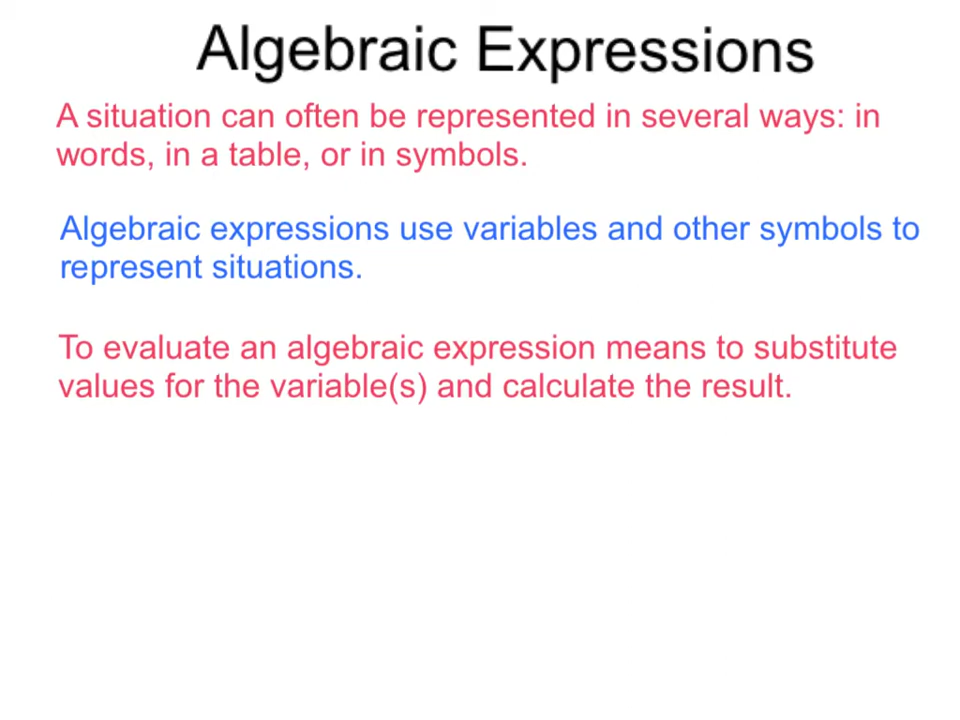 Algebraic Expressions
A situation can often be represented in several ways: in
words, in a table, or in symbols.
Algebraic expressions use variables and other symbols to
represent situations.
To evaluate an algebraic expression means to substitute
values for the variable(s) and calculate the result.